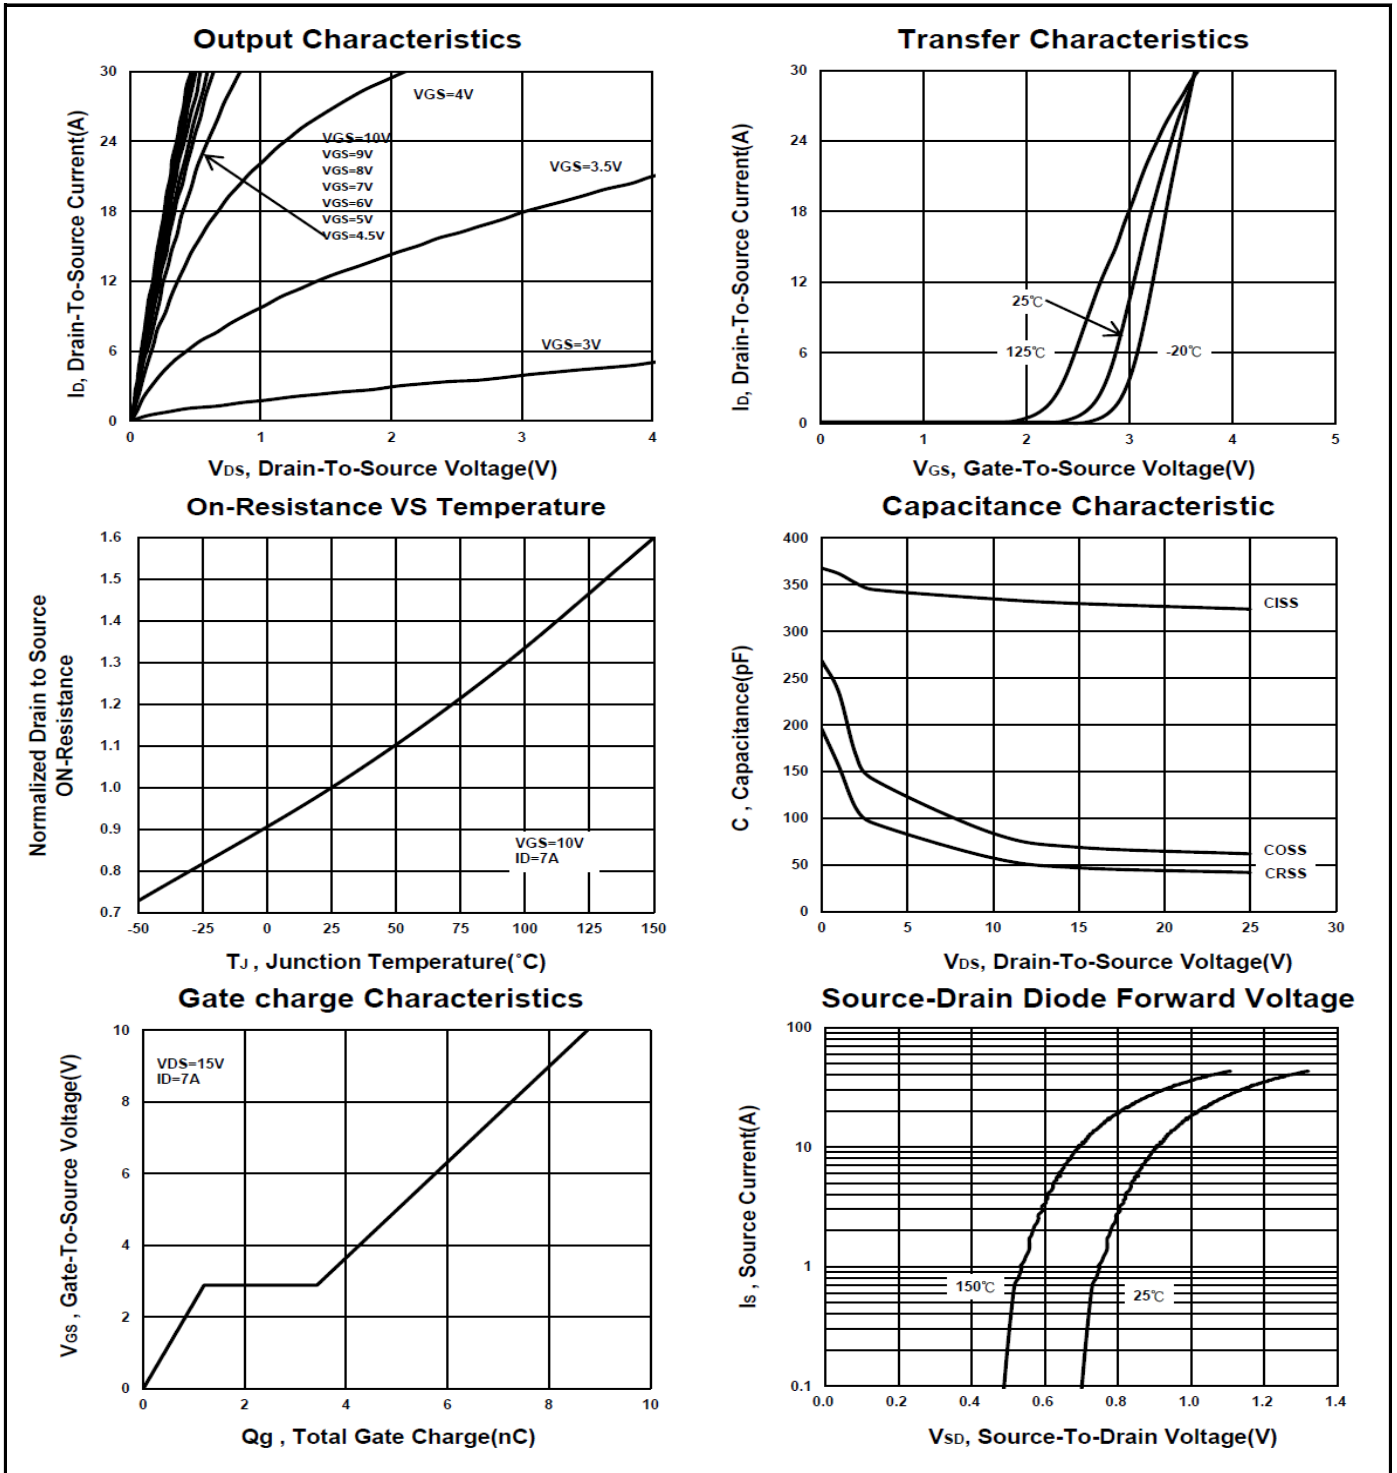 Output Characteristics
ID, Drain-To-Source Current(A)
30
24
18
12
6
0
0 1 2 3 4
VGS=4V
VGS=10V
VGS=9V
VGS=8V
VGS=7V
VGS=6V
VGS=5V
VGS=4.5V
VGS=3.5V
VGS=3V
VDS, Drain-To-Source Voltage(V)
Transfer Characteristics
ID, Drain-To-Source Current(A)
30
24
18
12
6
0
0 1 2 3 4 5
25℃
125℃
-20℃
VGS, Gate-To-Source Voltage(V)
On-Resistance VS Temperature
Normalized Drain to Source
ON-Resistance
1.6
1.5
1.4
1.3
1.2
1.1
1.0
0.9
0.8
0.7
-50 -25 0 25 50 75 100 125 150
VGS=10V
ID=7A
TJ , Junction Temperature(˚C)
Capacitance Characteristic
C , Capacitance(pF)
400
350
300
250
200
150
100
50
0
0 5 10 15 20 25 30
CISS
COSS
CRSS
VDS, Drain-To-Source Voltage(V)
Gate charge Characteristics
VGS , Gate-To-Source Voltage(V)
10
8
6
4
2
0
0 2 4 6 8 10
VDS=15V
ID=7A
Qg , Total Gate Charge(nC)
Source-Drain Diode Forward Voltage
IS , Source Current(A)
100
10
1
0.1
0.0 0.2 0.4 0.6 0.8 1.0 1.2 1.4
150℃
25℃
VSD, Source-To-Drain Voltage(V)